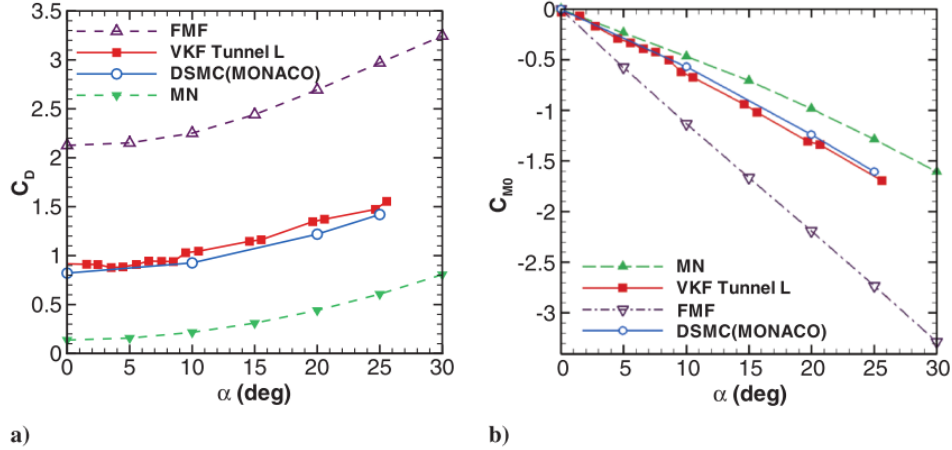 3.5
3
2.5
2
1.5
1
0.5
0
C_D
FMF
VKF Tunnel L
DSMC(MONACO)
MN
0 5 10 15 20 25 30
α (deg)
a)
0
-0.5
-1
-1.5
-2
-2.5
-3
C_M0
MN
VKF Tunnel L
FMF
DSMC(MONACO)
0 5 10 15 20 25 30
α (deg)
b)